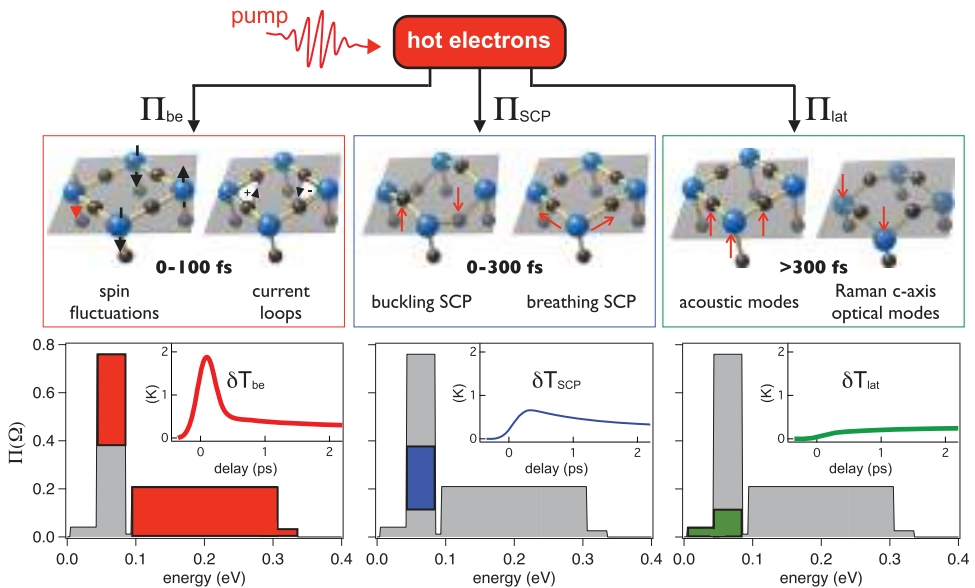 pump
hot electrons
Πbe
ΠSCP
Πlat
+
-
0-100 fs
spin
fluctuations
current
loops
0-300 fs
buckling SCP
breathing SCP
>300 fs
acoustic modes
Raman c-axis
optical modes
Π(Ω)
0.8
0.6
0.4
0.2
0.0
0.0
0.1
0.2
0.3
0.4
energy (eV)
(K)
2
1
0
0
1
2
delay (ps)
δTbe
0.0
0.1
0.2
0.3
0.4
energy (eV)
(K)
2
1
0
0
1
2
delay (ps)
δTSCP
0.0
0.1
0.2
0.3
0.4
energy (eV)
(K)
2
1
0
0
1
2
delay (ps)
δTlat